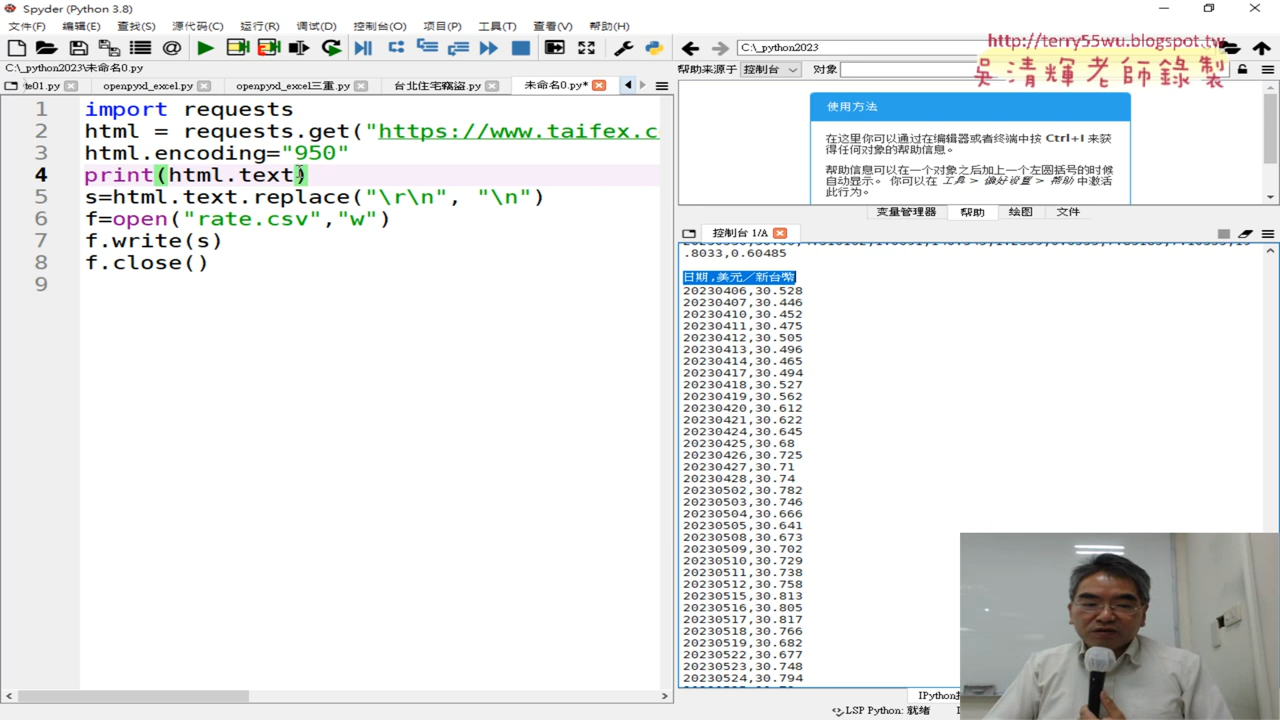 Spyder (Python 3.8)
文件(F) 编辑(E) 查找(S) 源代码(C) 运行(R) 调试(D) 控制台(O) 项目(P) 工具(T) 查看(V) 帮助(H)
C:\_python2023
http://terry55wu.blogspot.tw
吳清輝老師錄製
C:\_python2023\未命名0.py
帮助来源于 控制台 对象
te01.py openpyxl_excel.py openpyxl_excel三重.py 台北住宅竊盜.py 未命名0.py*
1 import requests
2 html = requests.get("https://www.taifex.c
3 html.encoding="950"
4 print(html.text)
5 s=html.text.replace("\r\n", "\n")
6 f=open("rate.csv","w")
7 f.write(s)
8 f.close()
9
使用方法
在这里你可以通过在编辑器或者终端中按 Ctrl+I 来获
得任何对象的帮助信息。
帮助信息可以在一个对象之后加上一个左圆括号的时候
自动显示。 你可以在 工具 > 偏好设置 > 帮助 中激活
此行为。
变量管理器 帮助 绘图 文件
控制台 1/A
.8033,0.60485
日期,美元／新台幣
20230406,30.528
20230407,30.446
20230410,30.452
20230411,30.475
20230412,30.505
20230413,30.496
20230414,30.465
20230417,30.494
20230418,30.527
20230419,30.562
20230420,30.612
20230421,30.622
20230424,30.645
20230425,30.68
20230426,30.725
20230427,30.71
20230428,30.74
20230502,30.782
20230503,30.746
20230504,30.666
20230505,30.641
20230508,30.673
20230509,30.702
20230510,30.729
20230511,30.738
20230512,30.758
20230515,30.813
20230516,30.805
20230517,30.817
20230518,30.766
20230519,30.682
20230522,30.677
20230523,30.748
20230524,30.794
LSP Python: 就绪